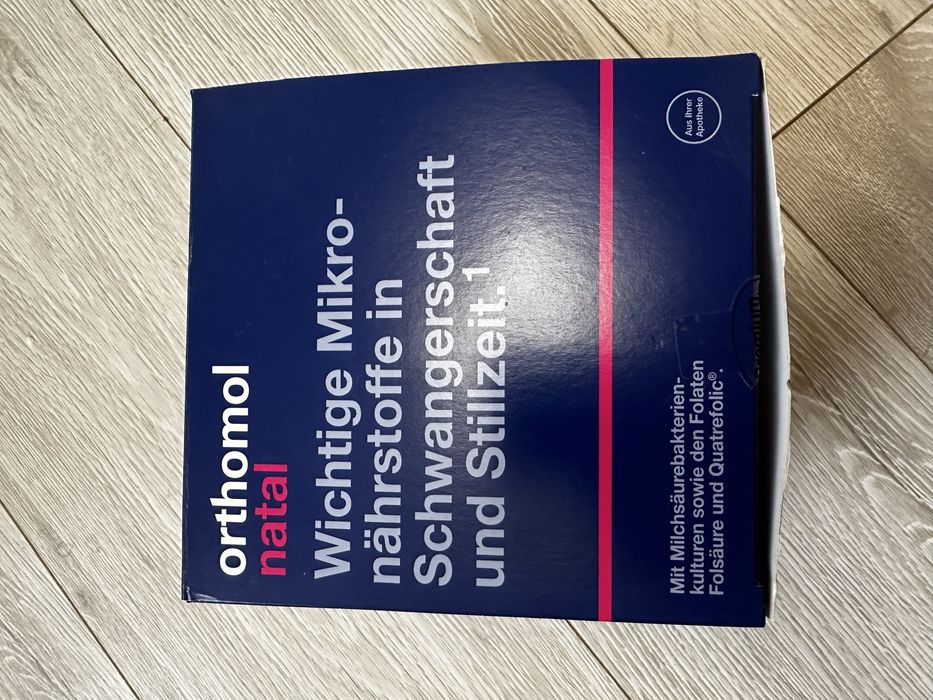 orthomol
natal
Wichtige Mikro-
nährstoffe in
Schwangerschaft
und Stillzeit.¹
Aus Ihrer
Apotheke
Mit Milchsäurebakterien-
kulturen sowie den Folaten
Folsäure und Quatrefolic®.